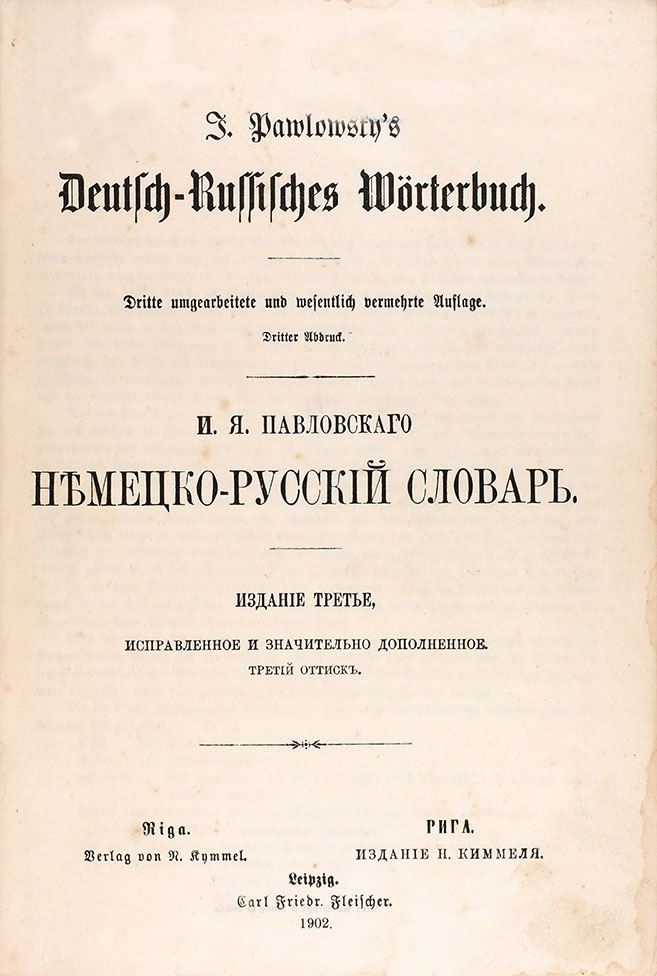 J. Pawlowsky's
Deutſch-Ruſſiſches Wörterbuch.
Dritte umgearbeitete und weſentlich vermehrte Auflage.
Dritter Abdruck.
И. Я. ПАВЛОВСКАГО
НѢМЕЦКО-РУССКІЙ СЛОВАРЬ.
ИЗДАНІЕ ТРЕТЬЕ,
ИСПРАВЛЕННОЕ И ЗНАЧИТЕЛЬНО ДОПОЛНЕННОЕ.
ТРЕТІЙ ОТТИСКЪ.
Riga.
Verlag von N. Kymmel.
РИГА.
ИЗДАНІЕ Н. КИММЕЛЯ.
Leipzig.
Carl Friedr. Fleiſcher.
1902.